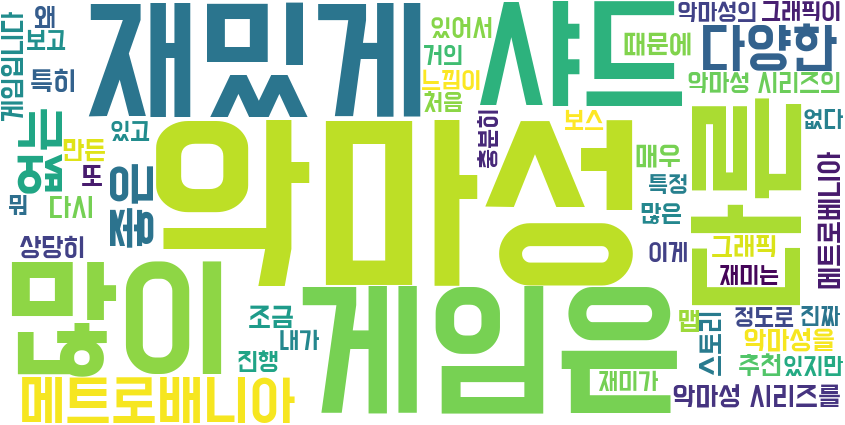 왜
보고
특히
게임입니다
재밌게
있어서
거의
느낌이
처음
샤드
악마성의
그래픽이
때문에
다양한
악마성 시리즈의
있고
만든
또
뭔
다시
좋은
악마성
충분히
보스
없다
매우
특정
많은
이게
그래픽
재미는
메트로베니아
상당히
많이
조금
내가
진행
게임은
맵
스토리
정도로
진짜
악마성을
추천
있지만
메트로배니아
재미가
악마성 시리즈를